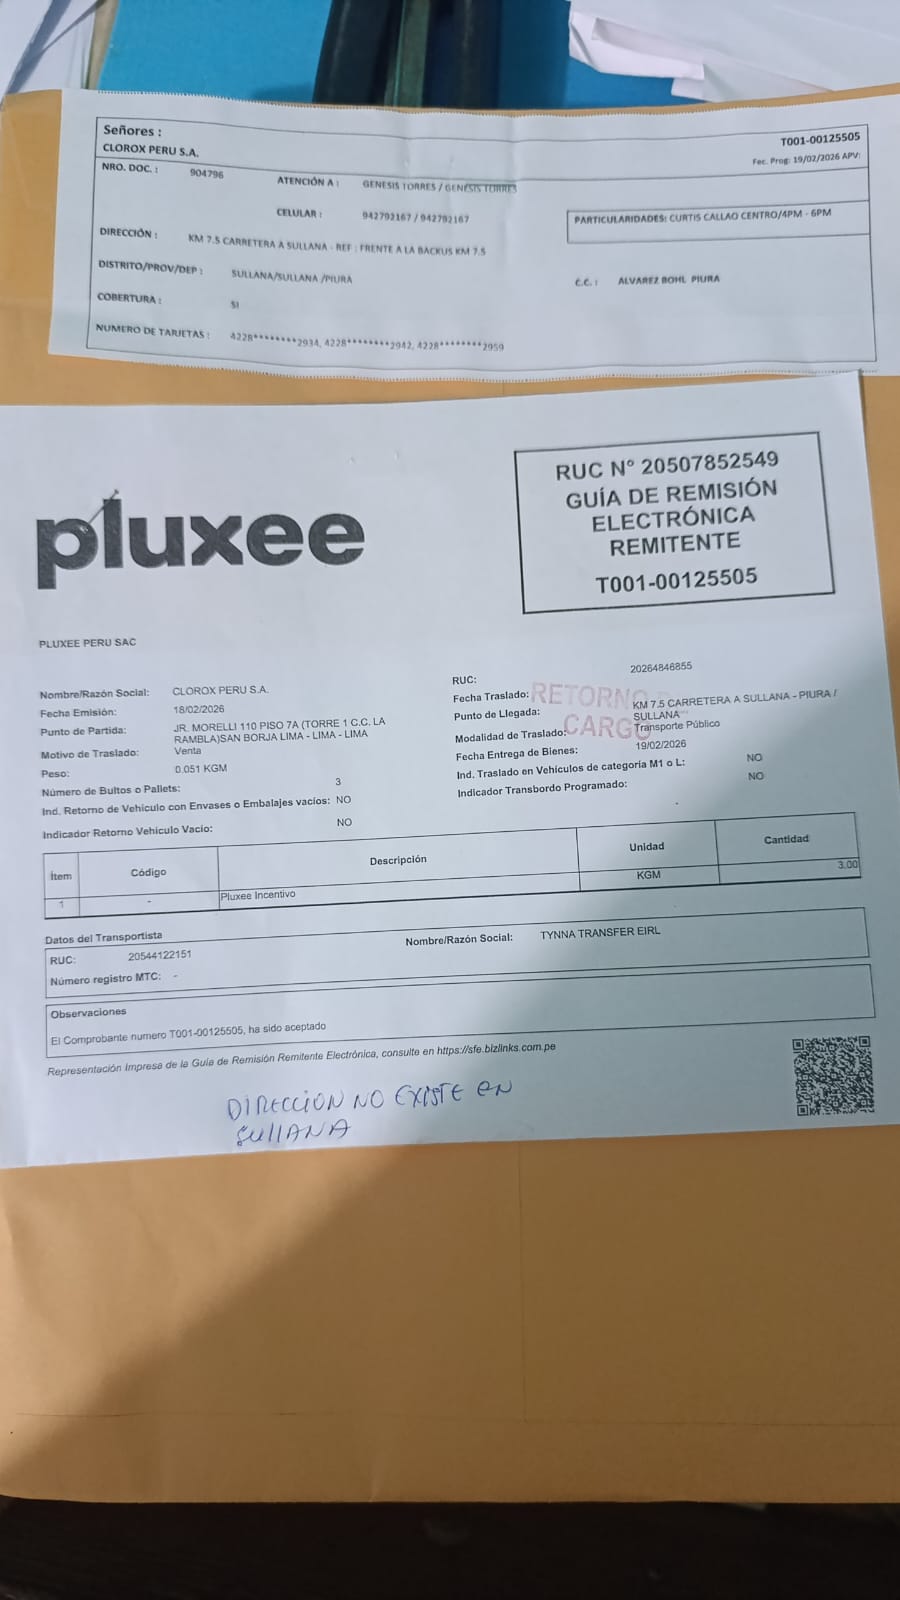 Señores :
CLOROX PERU S.A.
T001-00125505
Fec. Prog: 19/02/2026 APV:
NRO. DOC. : 904796
ATENCIÓN A : GENESIS TORRES / GENESIS TORRES
CELULAR : 942792167 / 942792167
PARTICULARIDADES: CURTIS CALLAO CENTRO/4PM - 6PM
DIRECCIÓN : KM 7.5 CARRETERA A SULLANA - REF : FRENTE A LA BACKUS KM 7.5
DISTRITO/PROV/DEP : SULLANA/SULLANA /PIURA
C.C. : ALVAREZ BOHL PIURA
COBERTURA : SI
NUMERO DE TARJETAS : 4228********2934, 4228********2942, 4228********2959
pluxee
RUC N° 20507852549
GUÍA DE REMISIÓN
ELECTRÓNICA
REMITENTE
T001-00125505
PLUXEE PERU SAC
Nombre/Razón Social: CLOROX PERU S.A.
Fecha Emisión: 18/02/2026
Punto de Partida: JR. MORELLI 110 PISO 7A (TORRE 1 C.C. LA
RAMBLA)SAN BORJA LIMA - LIMA - LIMA
Motivo de Traslado: Venta
Peso: 0.051 KGM
Número de Bultos o Pallets: 3
Ind. Retorno de Vehiculo con Envases o Embalajes vacíos: NO
Indicador Retorno Vehiculo Vacío: NO
RUC: 20264846855
Fecha Traslado:
Punto de Llegada: KM 7.5 CARRETERA A SULLANA - PIURA /
SULLANA
Modalidad de Traslado: Transporte Público
Fecha Entrega de Bienes: 19/02/2026
Ind. Traslado en Vehículos de categoria M1 o L: NO
Indicador Transbordo Programado: NO
RETORNO
CARGO
Ítem Código Descripción Unidad Cantidad
1 - Pluxee Incentivo KGM 3.00
Datos del Transportista
RUC: 20544122151
Nombre/Razón Social: TYNNA TRANSFER EIRL
Número registro MTC: -
Observaciones
El Comprobante numero T001-00125505, ha sido aceptado
Representación Impresa de la Guía de Remisión Remitente Electrónica, consulte en https://sfe.bizlinks.com.pe
DIRECCION NO EXISTE EN
SULLANA